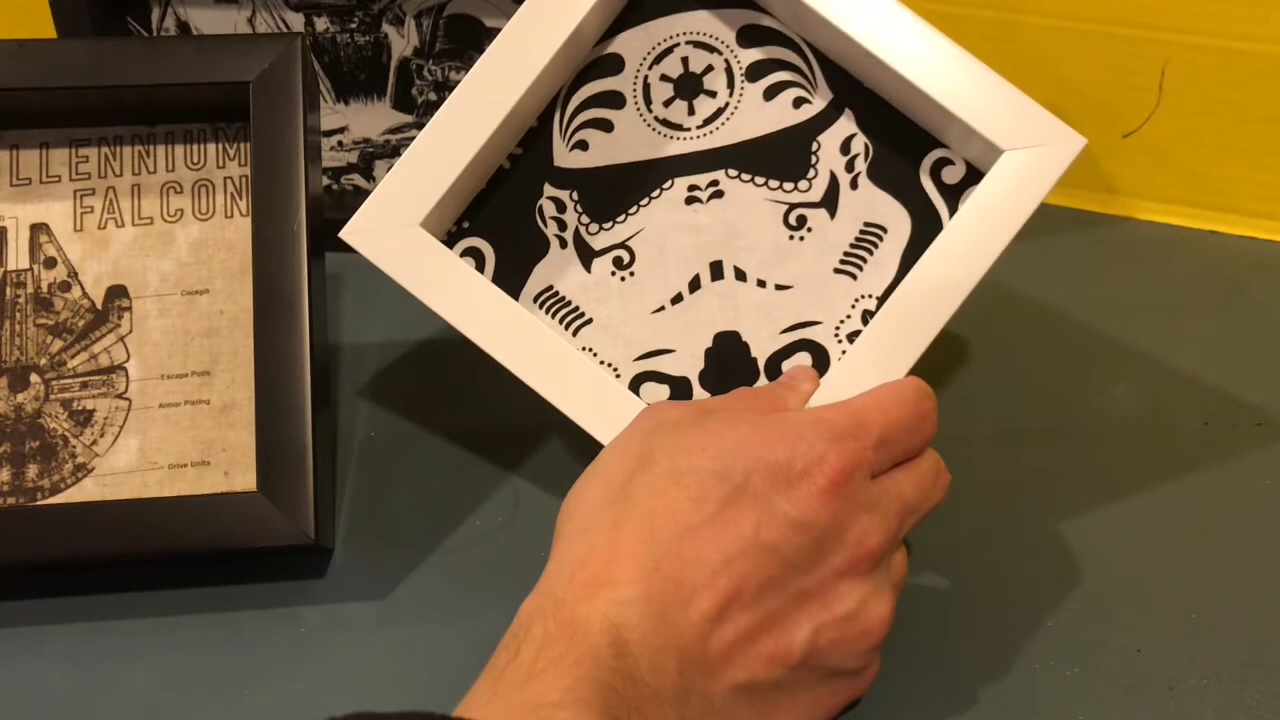 LLENNIUM
FALCON
Cockpit
Escape Pods
Armor Plating
Drive Units